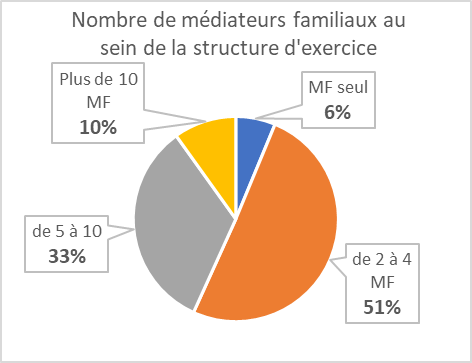 Nombre de médiateurs familiaux au
sein de la structure d'exercice
Plus de 10
MF
10%
MF seul
6%
de 5 à 10
33%
de 2 à 4
MF
51%